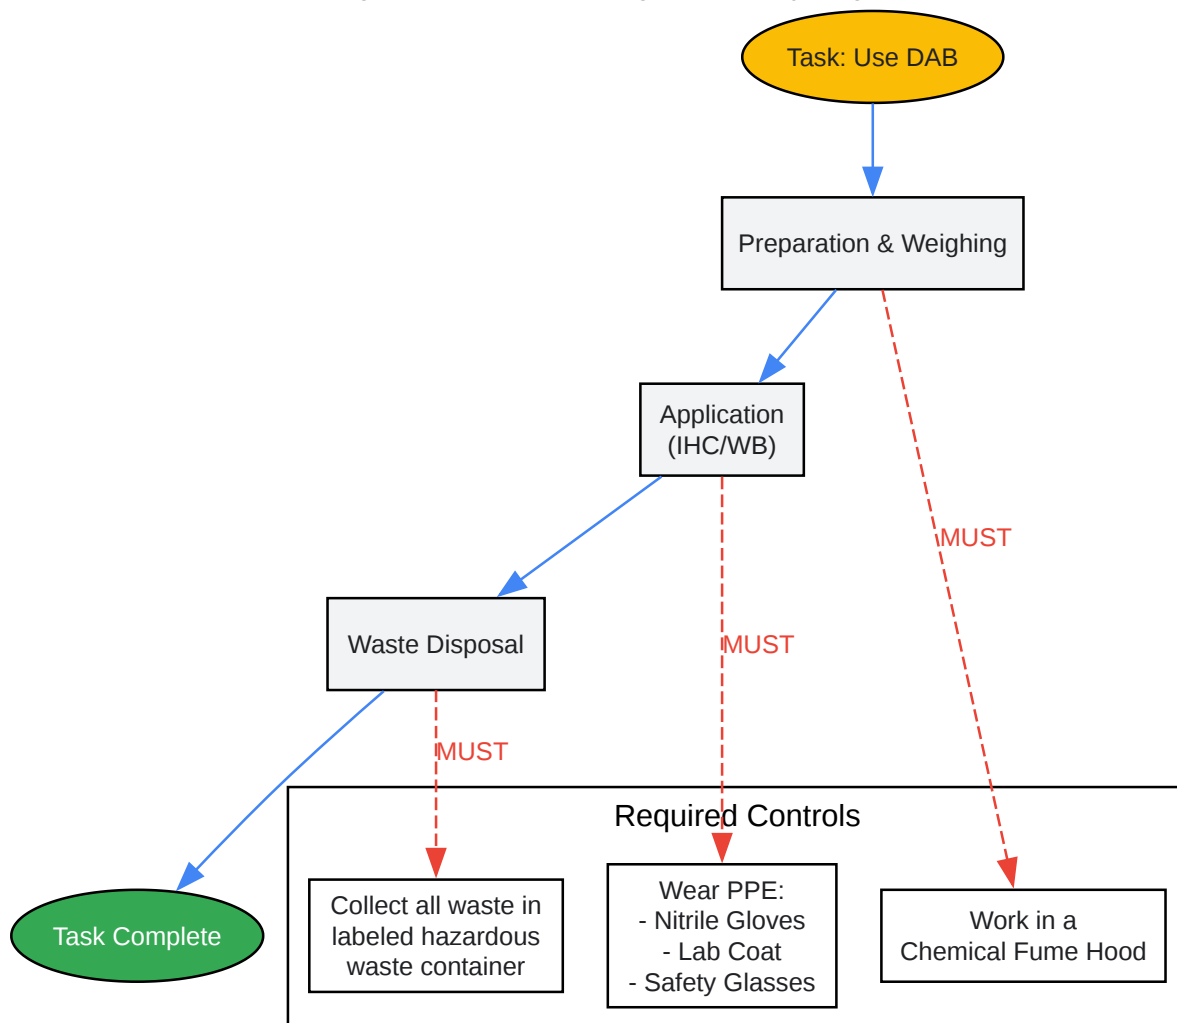 Task: Use DAB
Preparation & Weighing
Application
(IHC/WB)
MUST
Waste Disposal
MUST
MUST
Required Controls
Collect all waste in
labeled hazardous
waste container
Wear PPE:
- Nitrile Gloves
- Lab Coat
- Safety Glasses
Work in a
Chemical Fume Hood
Task Complete